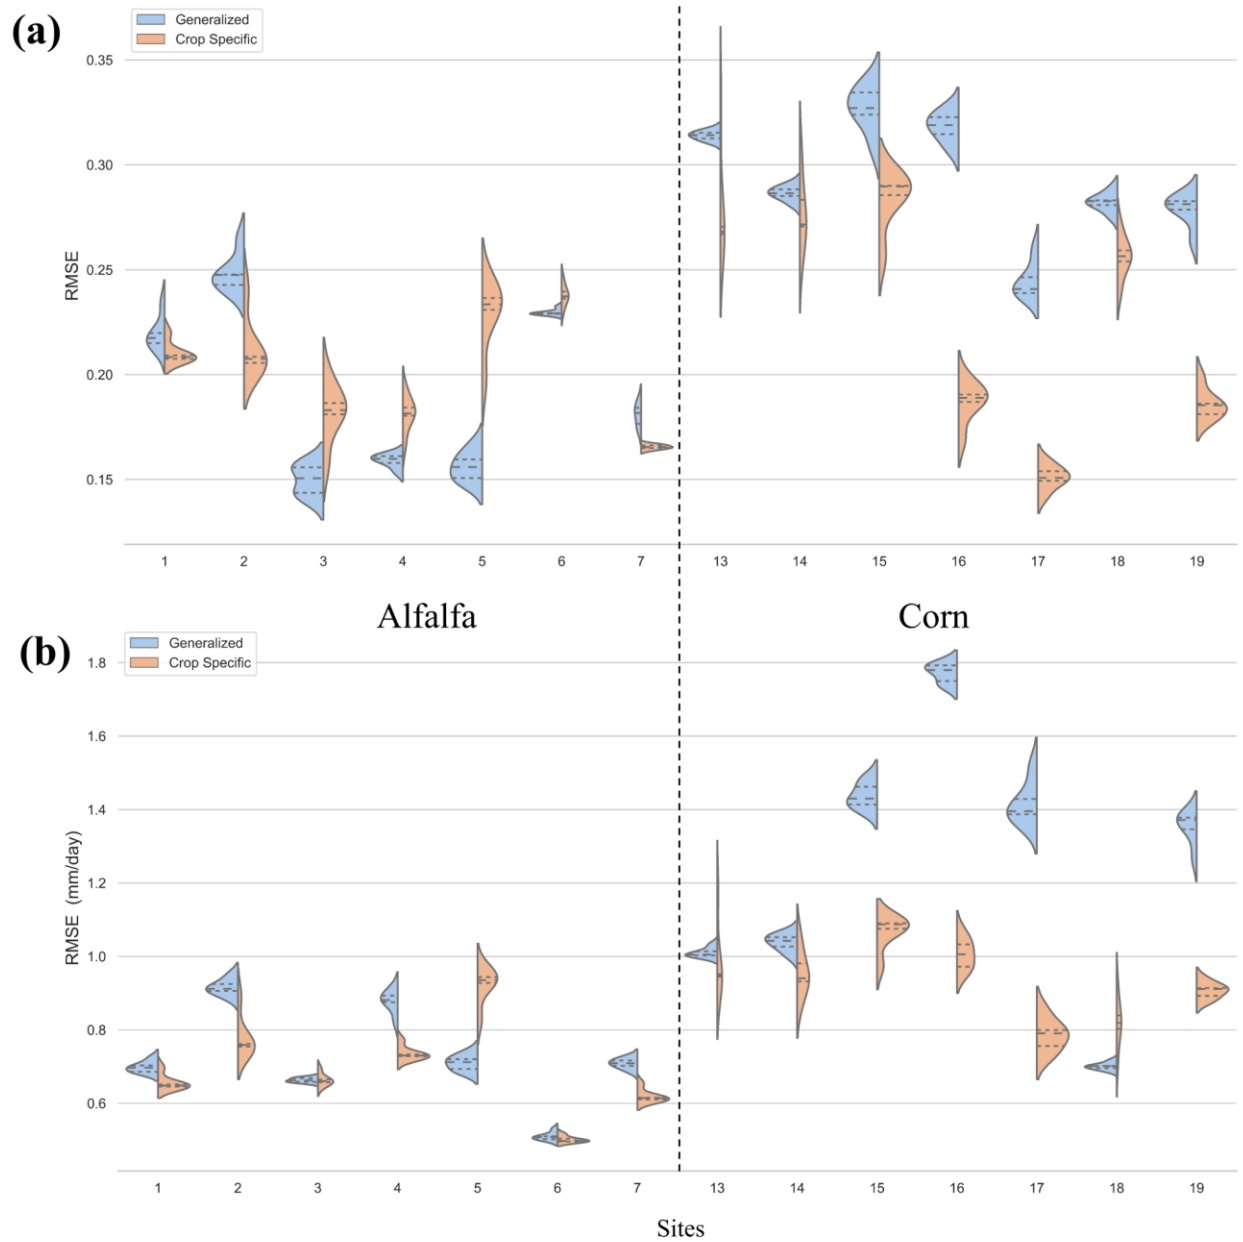 (a)
Generalized
Crop Specific
0.35
0.30
0.25
0.20
0.15
RMSE
1 2 3 4 5 6 7 13 14 15 16 17 18 19
Alfalfa Corn
(b)
Generalized
Crop Specific
1.8
1.6
1.4
1.2
1.0
0.8
0.6
RMSE (mm/day)
1 2 3 4 5 6 7 13 14 15 16 17 18 19
Sites